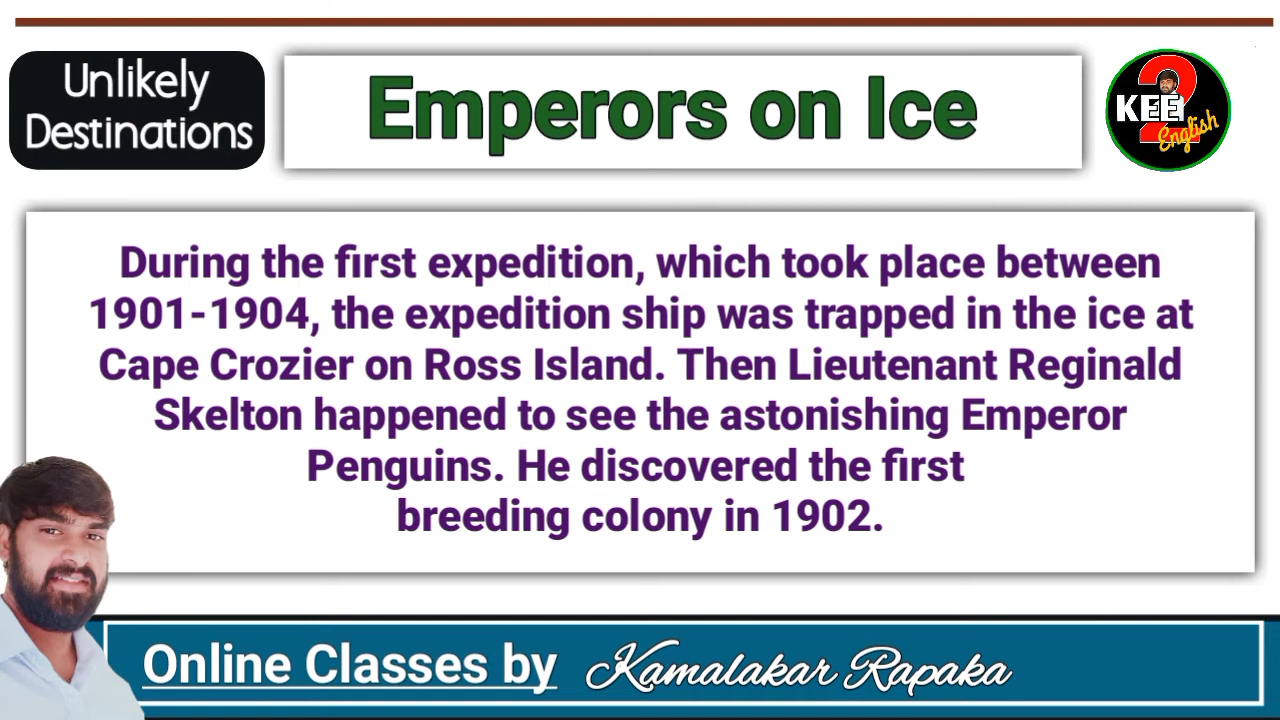 Unlikely
Destinations
Emperors on Ice
2
KEE
English
During the first expedition, which took place between
1901-1904, the expedition ship was trapped in the ice at
Cape Crozier on Ross Island. Then Lieutenant Reginald
Skelton happened to see the astonishing Emperor
Penguins. He discovered the first
breeding colony in 1902.
Online Classes by Kamalakar Rapaka